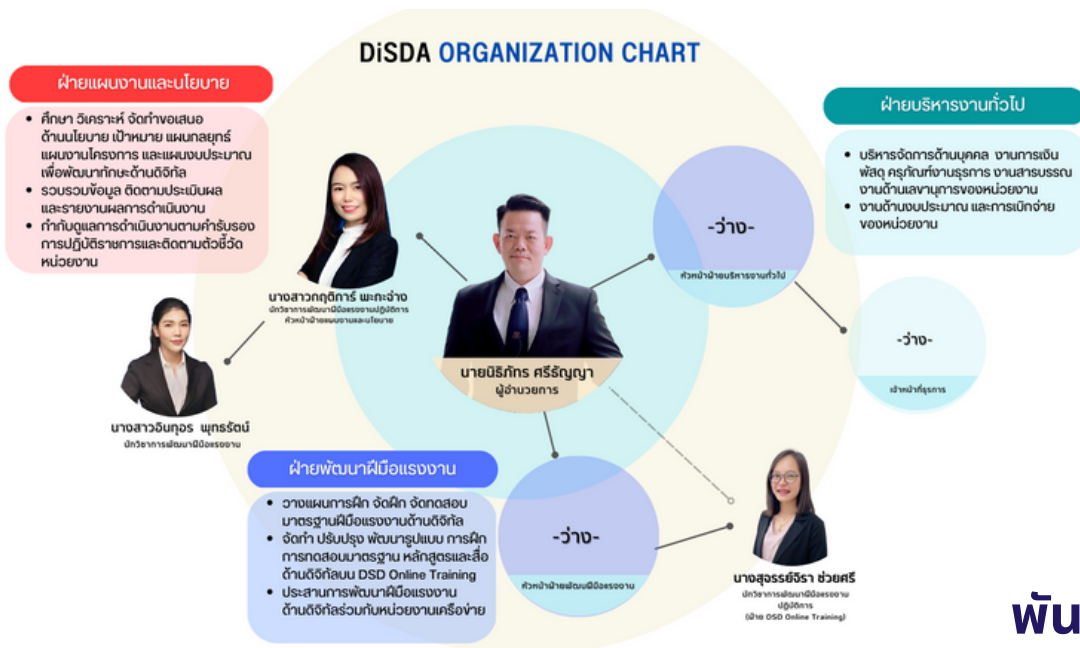 DiSDA ORGANIZATION CHART
ฝ่ายแผนงานและนโยบาย
• ศึกษา วิเคราะห์ จัดทำขอเสนอ
ด้านนโยบาย เป้าหมาย แผนกลยุทธ์
แผนงานโครงการ และแผนงบประมาณ
เพื่อพัฒนาทักษะด้านดิจิทัล
• รวบรวมข้อมูล ติดตามประเมินผล
และรายงานผลการดำเนินงาน
• กำกับดูแลการดำเนินงานตามคำรับรอง
การปฏิบัติราชการและติดตามตัวชี้วัด
หน่วยงาน
ฝ่ายบริหารงานทั่วไป
• บริหารจัดการด้านบุคคล งานการเงิน
พัสดุ ครุภัณฑ์งานธุรการ งานสารบรรณ
งานด้านเลขานุการของหน่วยงาน
• งานด้านงบประมาณ และการเบิกจ่าย
ของหน่วยงาน
-ว่าง-
หัวหน้าฝ่ายบริหารงานทั่วไป
นางสาวกฤติการ์ พะกะจ่าง
นักวิชาการพัฒนาฝีมือแรงงานปฏิบัติการ
หัวหน้าฝ่ายแผนงานและนโยบาย
-ว่าง-
เจ้าหน้าที่ธุรการ
นายนิธิภัทร ศรีธัญญา
ผู้อำนวยการ
นางสาวอินทุอร พุทธรัตน์
นักวิชาการพัฒนาฝีมือแรงงาน
ฝ่ายพัฒนาฝีมือแรงงาน
• วางแผนการฝึก จัดฝึก จัดทดสอบ
มาตรฐานฝีมือแรงงานด้านดิจิทัล
• จัดทำ ปรับปรุง พัฒนารูปแบบ การฝึก
การทดสอบมาตรฐาน หลักสูตรและสื่อ
ด้านดิจิทัลบน DSD Online Training
• ประสานการพัฒนาฝีมือแรงงาน
ด้านดิจิทัลร่วมกับหน่วยงานเครือข่าย
-ว่าง-
หัวหน้าฝ่ายพัฒนฝีมือแรงงาน
นางสุจรรย์จิรา ช่วยศรี
นักวิชาการพัฒนาฝีมือแรงงาน
ปฏิบัติการ
(ฝ่าย DSD Online Training)
พัน